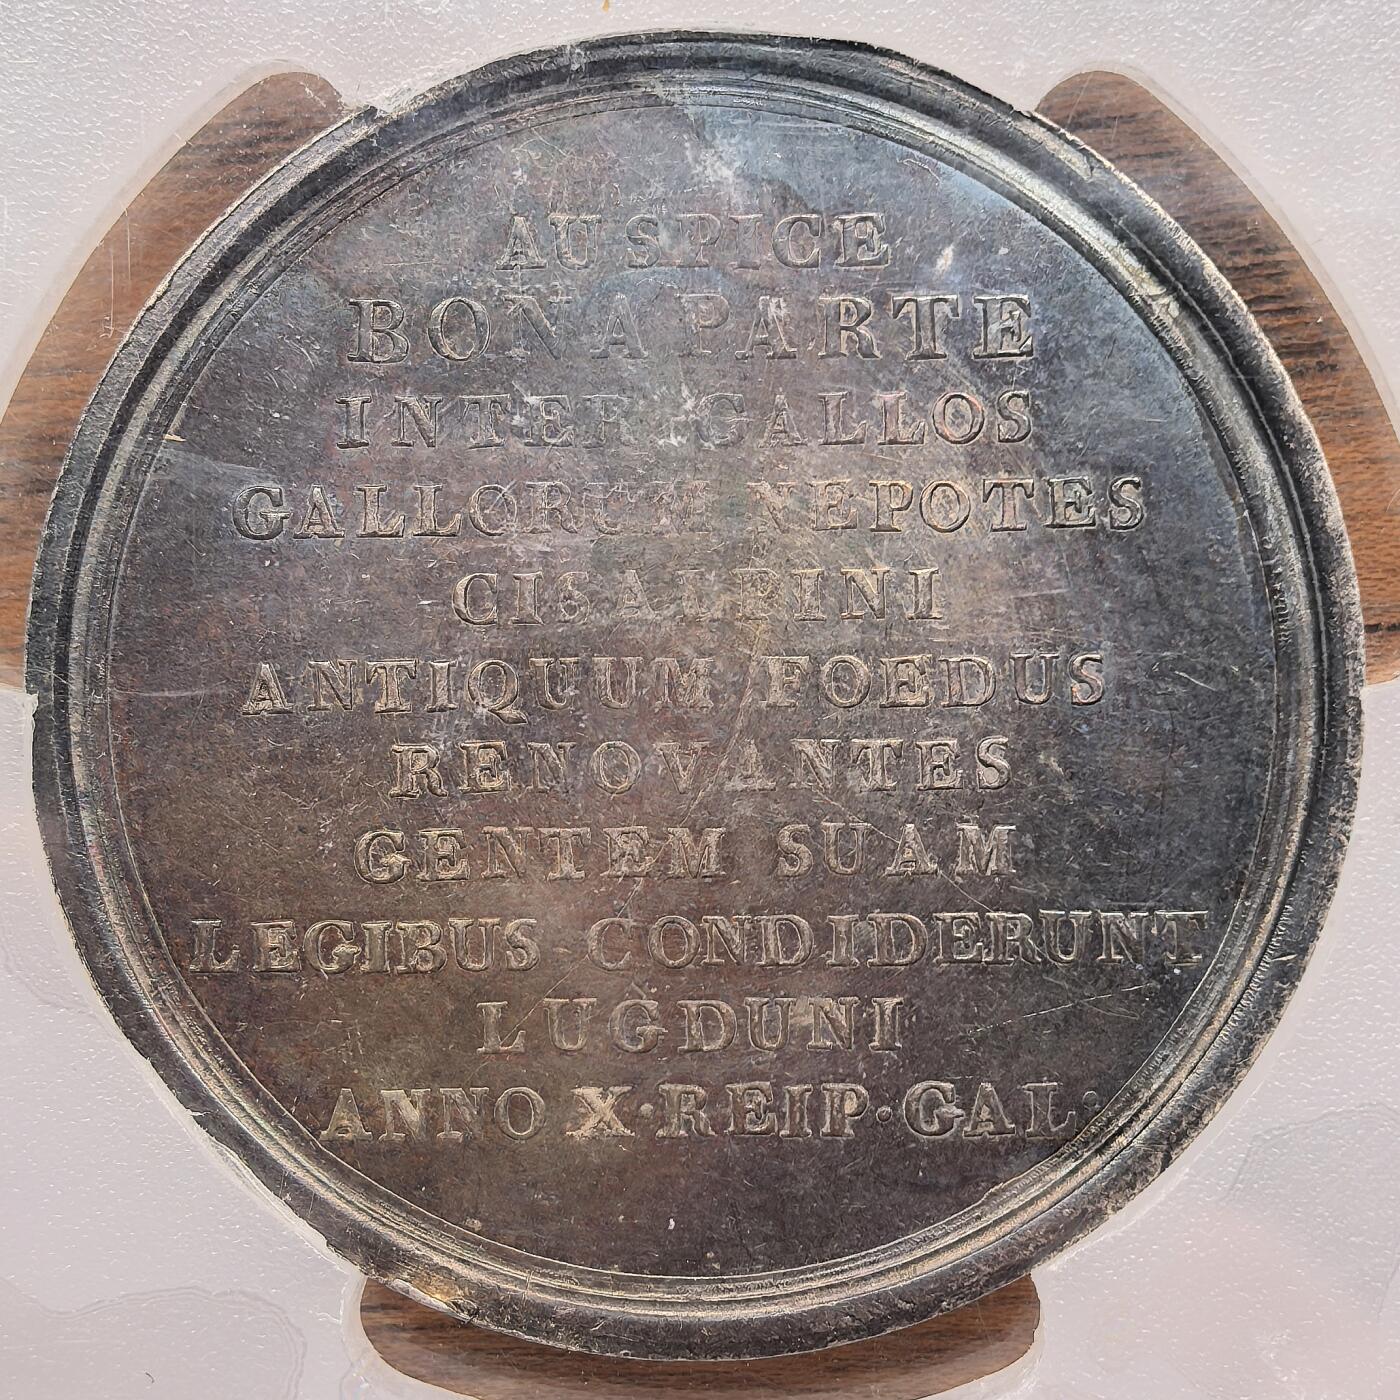 AUSPICE
BONAPARTE
INTER GALLOS
GALLORUM NEPOTES
CISALPINI
ANTIQUUM FOEDUS
RENOVANTES
GENTEM SUAM
LEGIBUS CONDIDERUNT
LUGDUNI
ANNO X·REIP·GAL·